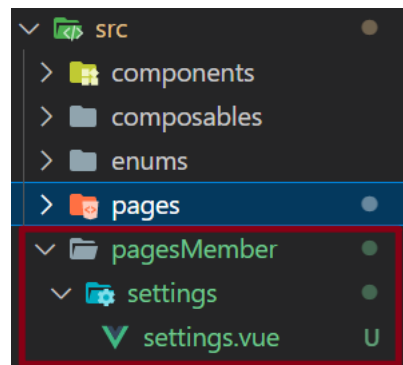 src
components
composables
enums
pages
pagesMember
settings
settings.vue U